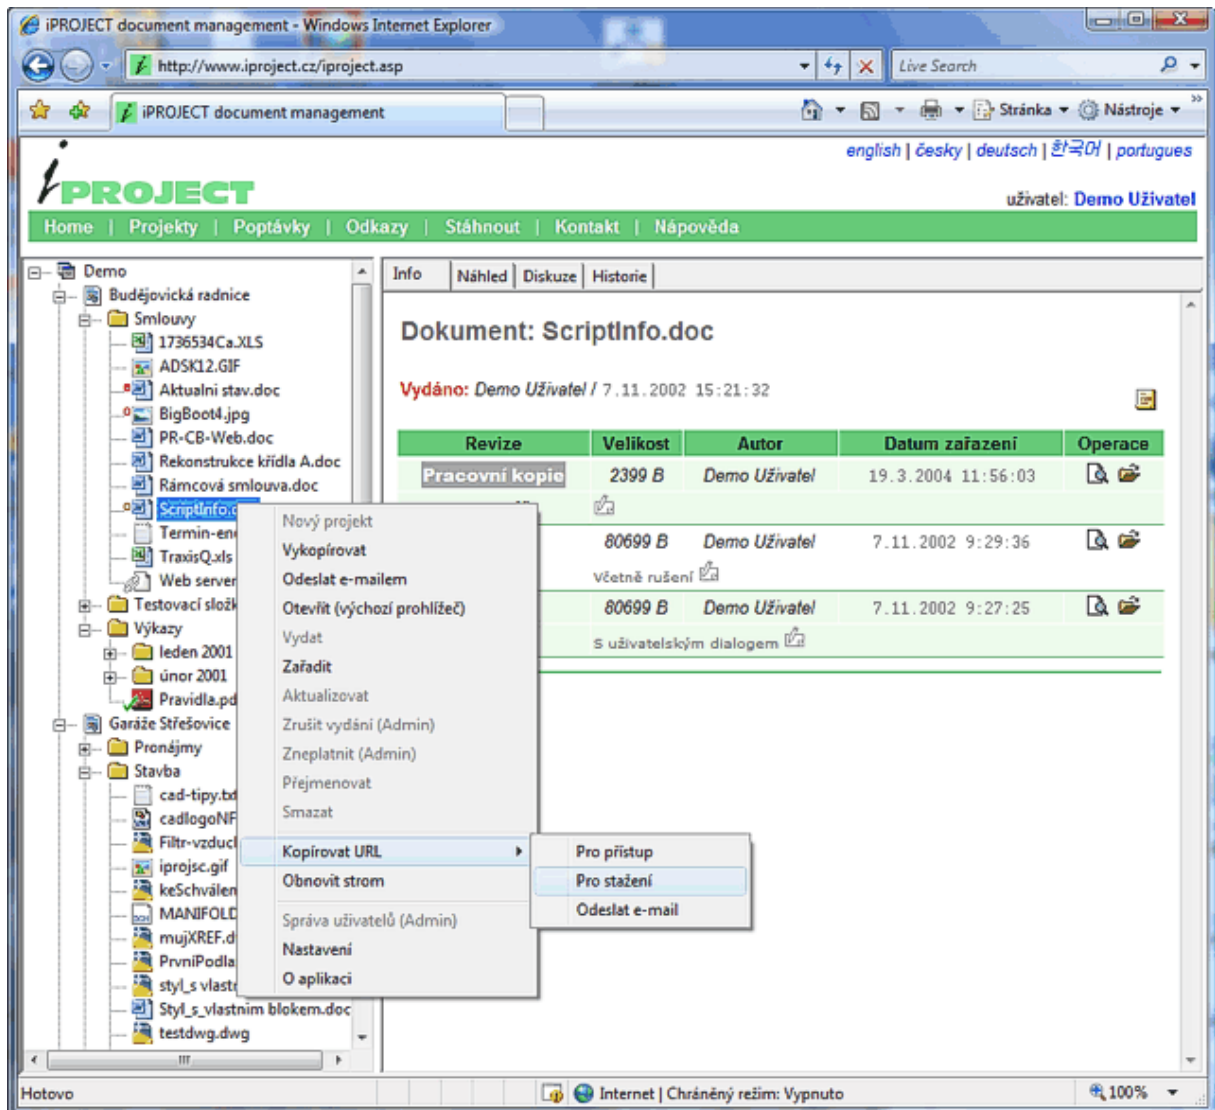 iPROJECT document management - Windows Internet Explorer
http://www.iproject.cz/iproject.asp
Live Search
iPROJECT document management
Stránka
Nástroje
english | česky | deutsch | 한국어 | portugues
iPROJECT
uživatel: Demo Uživatel
Home | Projekty | Poptávky | Odkazy | Stáhnout | Kontakt | Nápověda
Demo
Budějovická radnice
Smlouvy
1736534Ca.XLS
ADSK12.GIF
Aktualni stav.doc
BigBoot4.jpg
PR-CB-Web.doc
Rekonstrukce křídla A.doc
Rámcová smlouva.doc
ScriptInfo.
Termin-en
TraxisQ.xls
Web server
Testovací slož
Výkazy
leden 2001
únor 2001
Pravidla.pd
Garáže Střešovice
Pronájmy
Stavba
cad-tipy.tx
cadlogoNF
Filtr-vzduc
iprojsc.gif
keSchválen
MANIFOLD
mujXREF.d
PrvniPodla
styl_s vlast
Styl_s_vlastnim blokem.doc
testdwg.dwg
Info
Náhled
Diskuze
Historie
Dokument: ScriptInfo.doc
Vydáno: Demo Uživatel / 7.11.2002 15:21:32
Revize Velikost Autor Datum zařazení Operace
Pracovní kopie 2399 B Demo Uživatel 19.3.2004 11:56:03
80699 B Demo Uživatel 7.11.2002 9:29:36
Včetně rušení
80699 B Demo Uživatel 7.11.2002 9:27:25
S uživatelským dialogem
Nový projekt
Vykopírovat
Odeslat e-mailem
Otevřít (výchozí prohlížeč)
Vydat
Zařadit
Aktualizovat
Zrušit vydání (Admin)
Zneplatnit (Admin)
Přejmenovat
Smazat
Kopírovat URL
Obnovit strom
Správa uživatelů (Admin)
Nastavení
O aplikaci
Pro přístup
Pro stažení
Odeslat e-mail
Hotovo
Internet | Chráněný režim: Vypnuto
100%